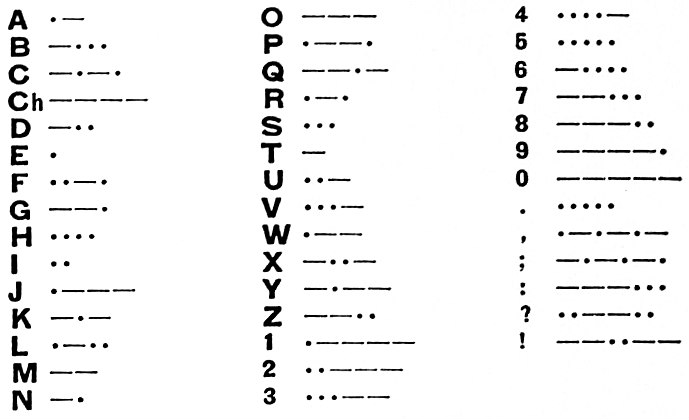 A ·—
B —···
C —·—·
Ch ————
D —··
E ·
F ··—·
G ——·
H ····
I ··
J ·———
K —·—
L ·—··
M ——
N —·
O ———
P ·——·
Q ——·—
R ·—·
S ···
T —
U ··—
V ···—
W ·——
X —··—
Y —·——
Z ——··
1 ·————
2 ··———
3 ···——
4 ····—
5 ·····
6 —····
7 ——···
8 ———··
9 ————·
0 —————
. ·····
, ·—·—·—
; —·—·—·
: ———···
? ··——··
! ——··——